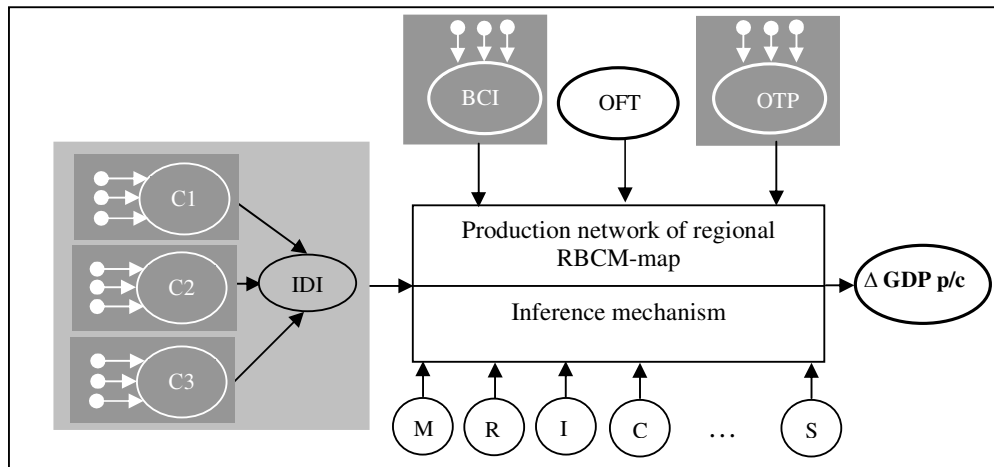 BCI
OFT
OTP
C1
C2
C3
IDI
Production network of regional
RBCM-map
Inference mechanism
Δ GDP p/c
M
R
I
C
…
S